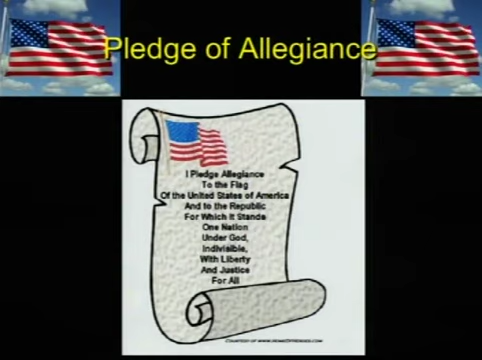 Pledge of Allegiance
I Pledge Allegiance
To the Flag
Of the United States of America
And to the Republic
For Which It Stands
One Nation
Under God,
Indivisible,
With Liberty
And Justice
For All